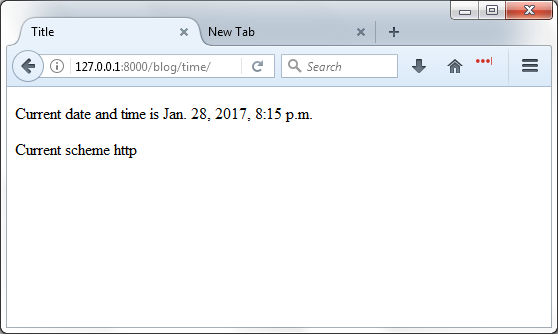 Title
New Tab
127.0.0.1:8000/blog/time/
Search
Current date and time is Jan. 28, 2017, 8:15 p.m.
Current scheme http